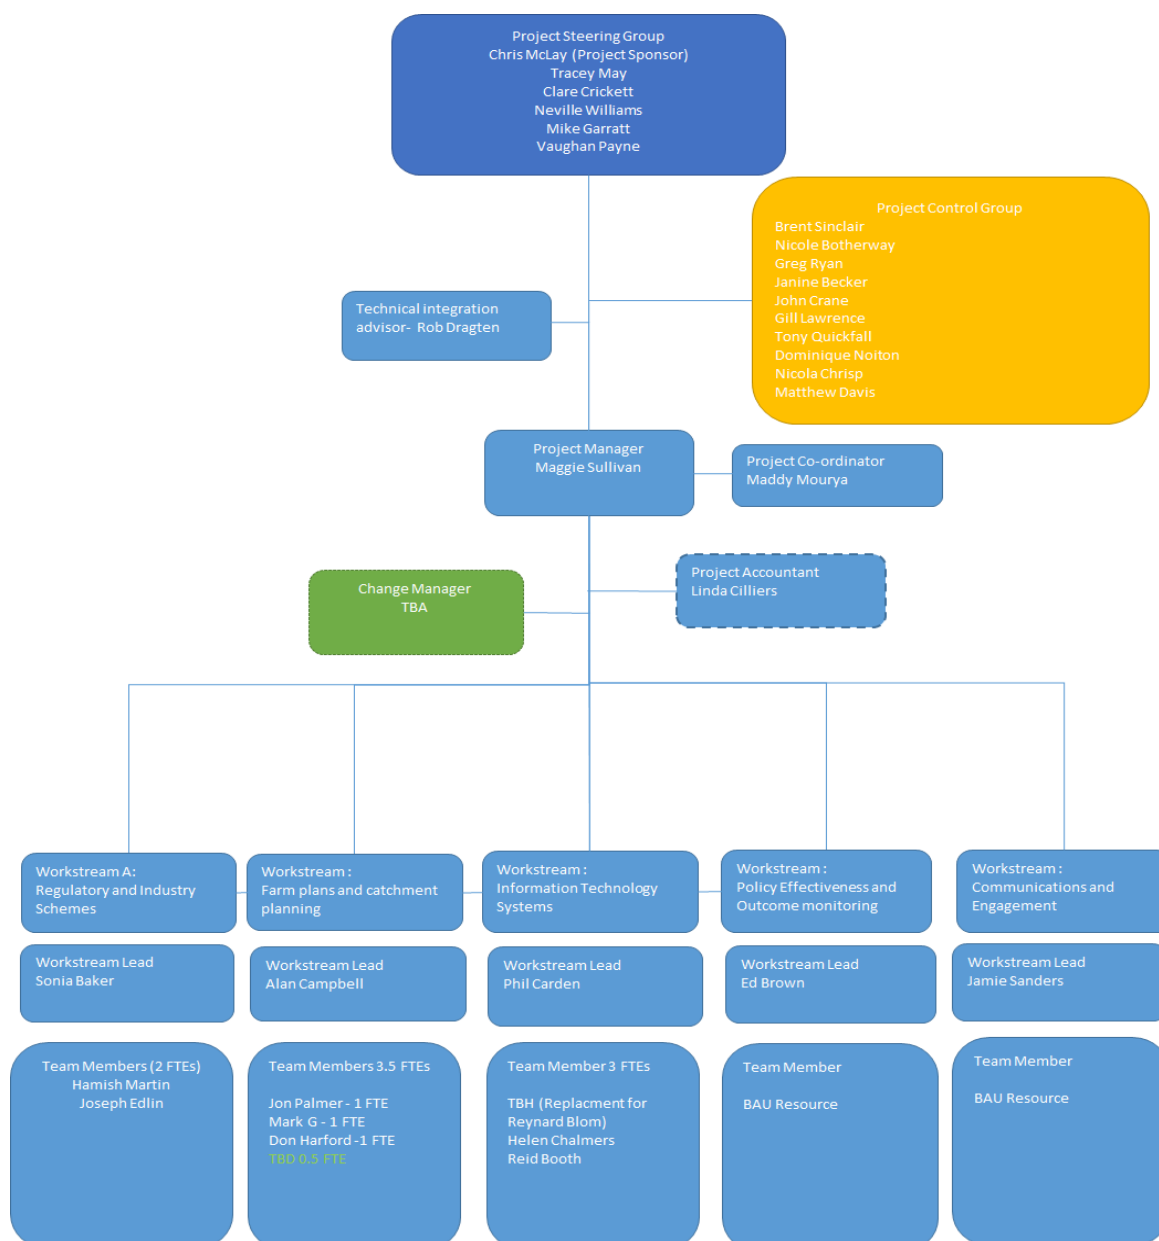 Project Steering Group
Chris McLay (Project Sponsor)
Tracey May
Clare Crickett
Neville Williams
Mike Garratt
Vaughan Payne
Project Control Group
Brent Sinclair
Nicole Botherway
Greg Ryan
Janine Becker
John Crane
Gill Lawrence
Tony Quickfall
Dominique Noiton
Nicola Chrisp
Matthew Davis
Technical integration
advisor- Rob Dragten
Project Manager
Maggie Sullivan
Project Co-ordinator
Maddy Mourya
Project Accountant
Linda Cilliers
Change Manager
TBA
Workstream A:
Regulatory and Industry
Schemes
Workstream :
Farm plans and catchment
planning
Workstream :
Information Technology
Systems
Workstream :
Policy Effectiveness and
Outcome monitoring
Workstream :
Communications and
Engagement
Workstream Lead
Sonia Baker
Workstream Lead
Alan Campbell
Workstream Lead
Phil Carden
Workstream Lead
Ed Brown
Workstream Lead
Jamie Sanders
Team Members (2 FTEs)
Hamish Martin
Joseph Edlin
Team Members 3.5 FTEs
Jon Palmer - 1 FTE
Mark G - 1 FTE
Don Harford -1 FTE
TBD 0.5 FTE
Team Member 3 FTEs
TBH (Replacment for
Reynard Blom)
Helen Chalmers
Reid Booth
Team Member
BAU Resource
Team Member
BAU Resource